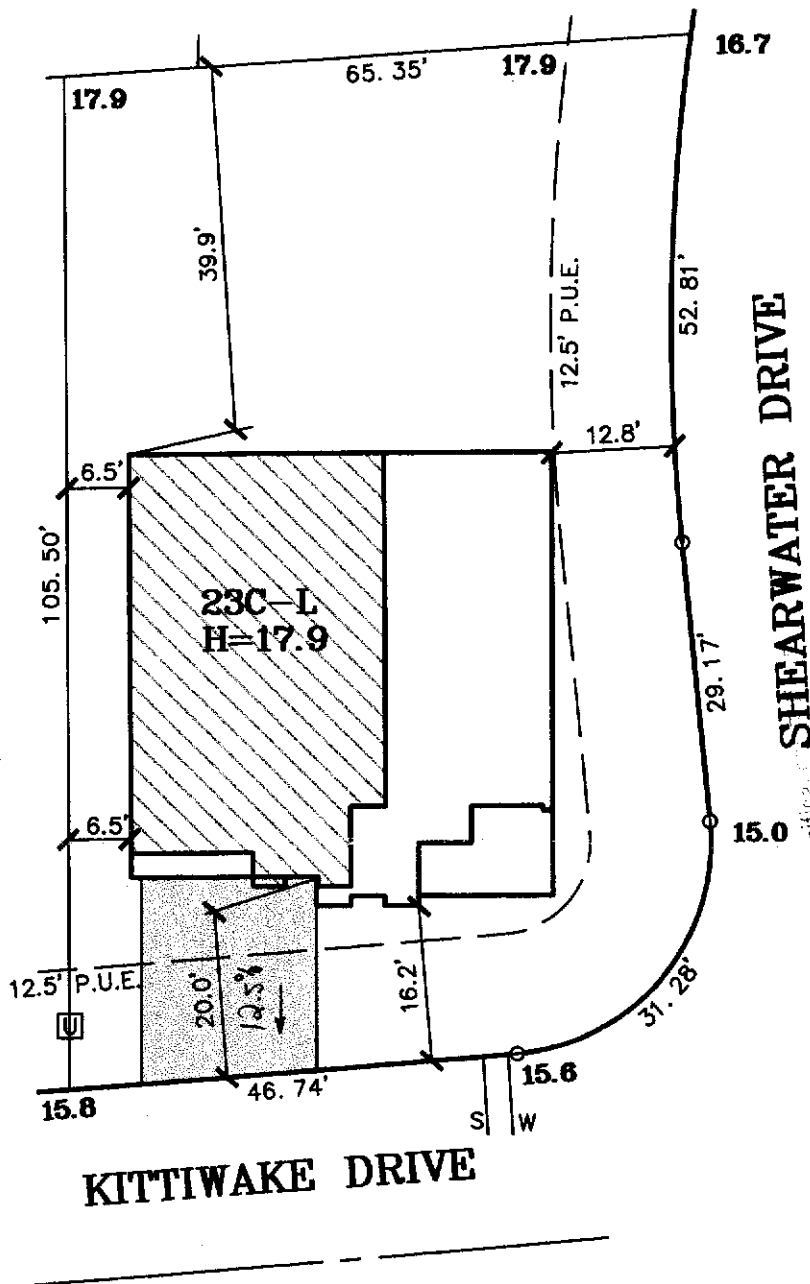 16.7
65.35'
17.9
17.9
39.9'
12.5' P.U.E.
52.81'
SHEARWATER DRIVE
12.8'
6.5'
105.50'
23C-L
H=17.9
29.17'
6.5'
15.0
12.5' P.U.E.
20.0'
12.5%
16.2'
31.28'
U
46.74'
15.6
15.8
S W
KITTIWAKE DRIVE